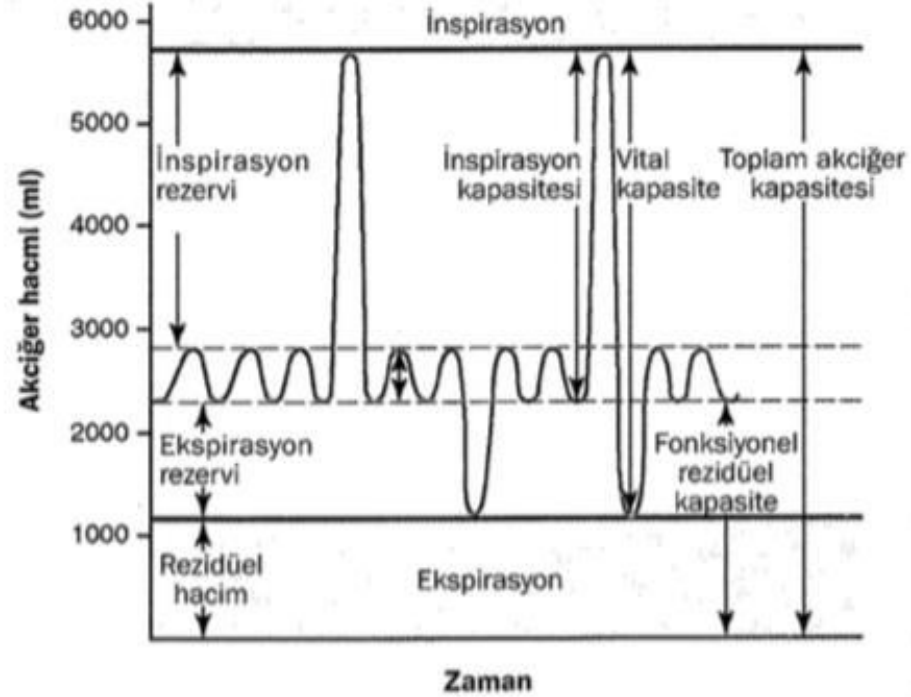 6000
İnspirasyon
5000
İnspirasyon
rezervi
İnspirasyon
kapasitesi
Vital
kapasite
Toplam akciğer
kapasitesi
4000
Akciğer hacmi (ml)
3000
2000
Ekspirasyon
rezervi
Fonksiyonel
rezidüel
kapasite
1000
Rezidüel
hacim
Ekspirasyon
Zaman